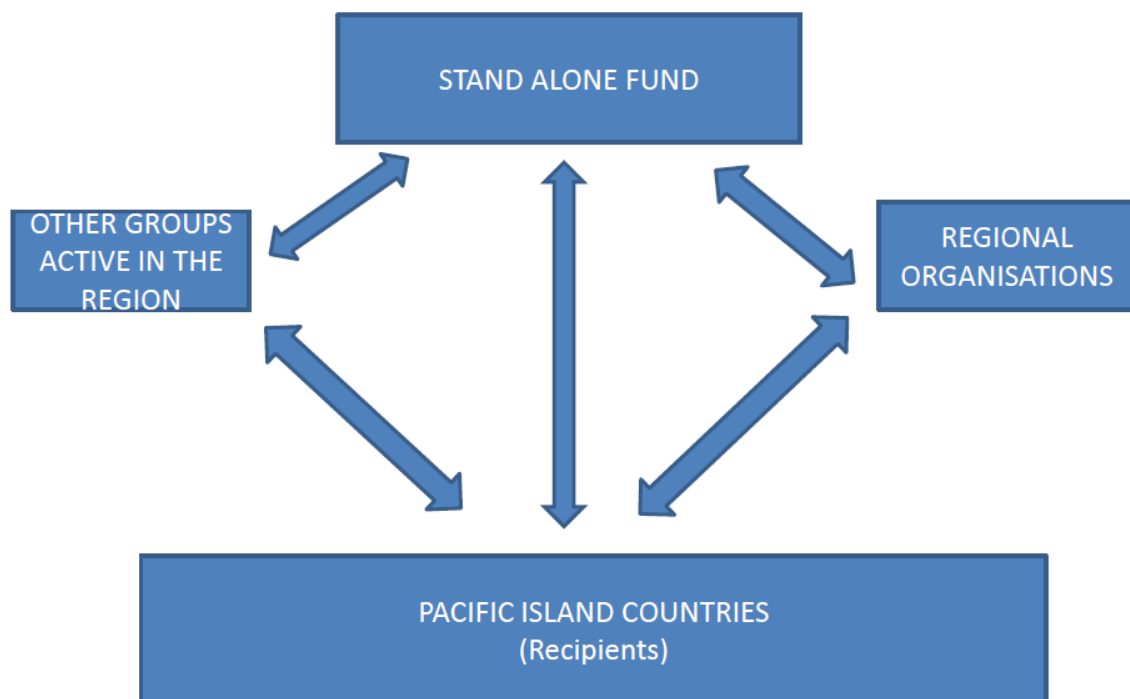 STAND ALONE FUND
OTHER GROUPS
ACTIVE IN THE
REGION
REGIONAL
ORGANISATIONS
PACIFIC ISLAND COUNTRIES
(Recipients)